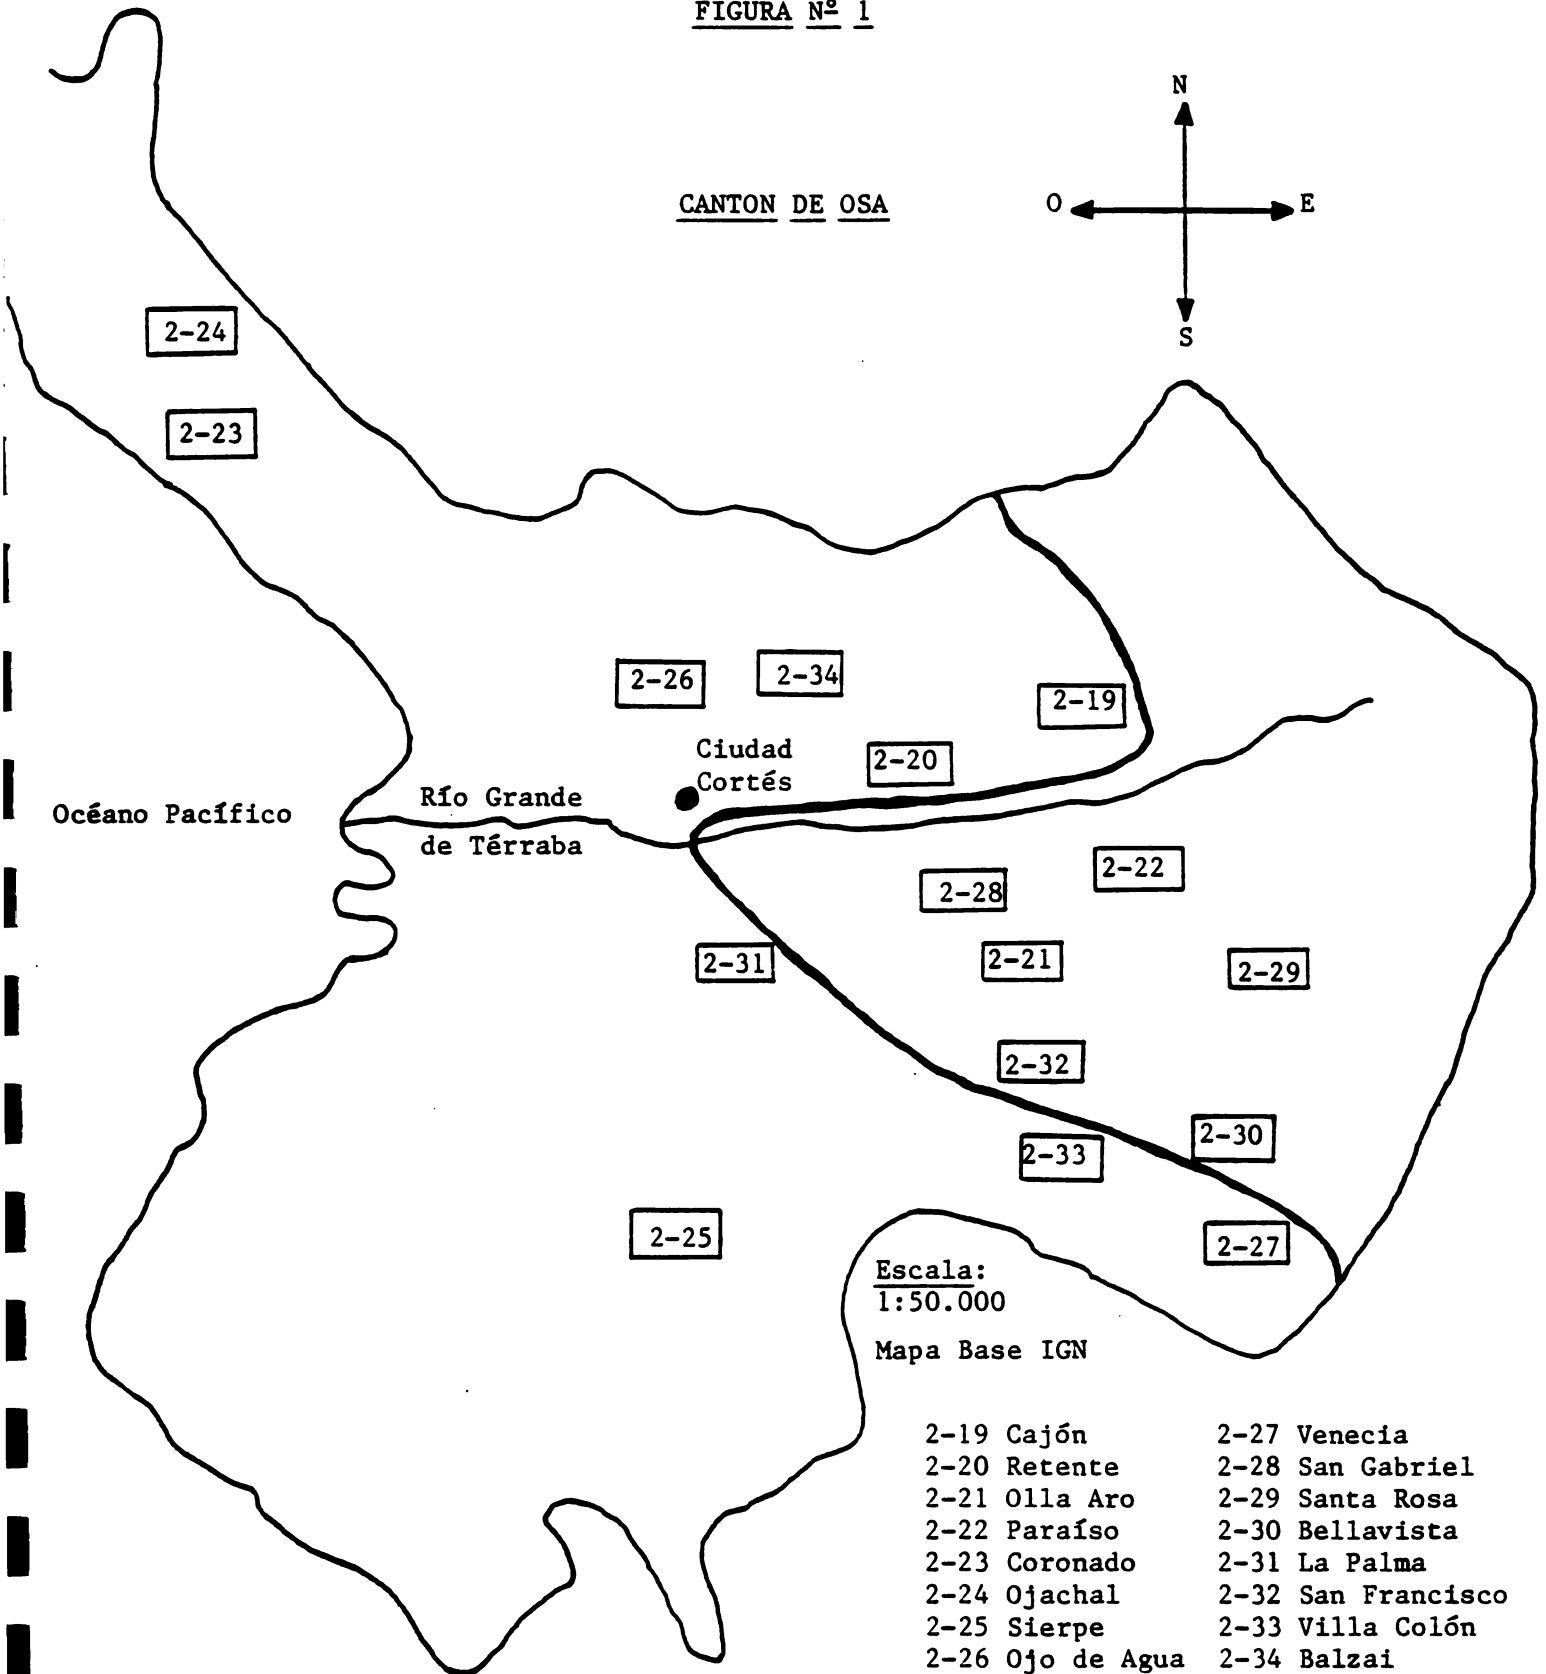 FIGURA Nº 1
N
CANTON DE OSA
O
E
S
2-24
2-23
2-26
2-34
2-19
Ciudad
Cortés
2-20
Océano Pacífico
Río Grande
de Térraba
2-28
2-22
2-31
2-21
2-29
2-32
2-33
2-30
2-25
2-27
Escala:
1:50.000
Mapa Base IGN
2-19 Cajón
2-20 Retente
2-21 Olla Aro
2-22 Paraíso
2-23 Coronado
2-24 Ojachal
2-25 Sierpe
2-26 Ojo de Agua
2-27 Venecia
2-28 San Gabriel
2-29 Santa Rosa
2-30 Bellavista
2-31 La Palma
2-32 San Francisco
2-33 Villa Colón
2-34 Balzai